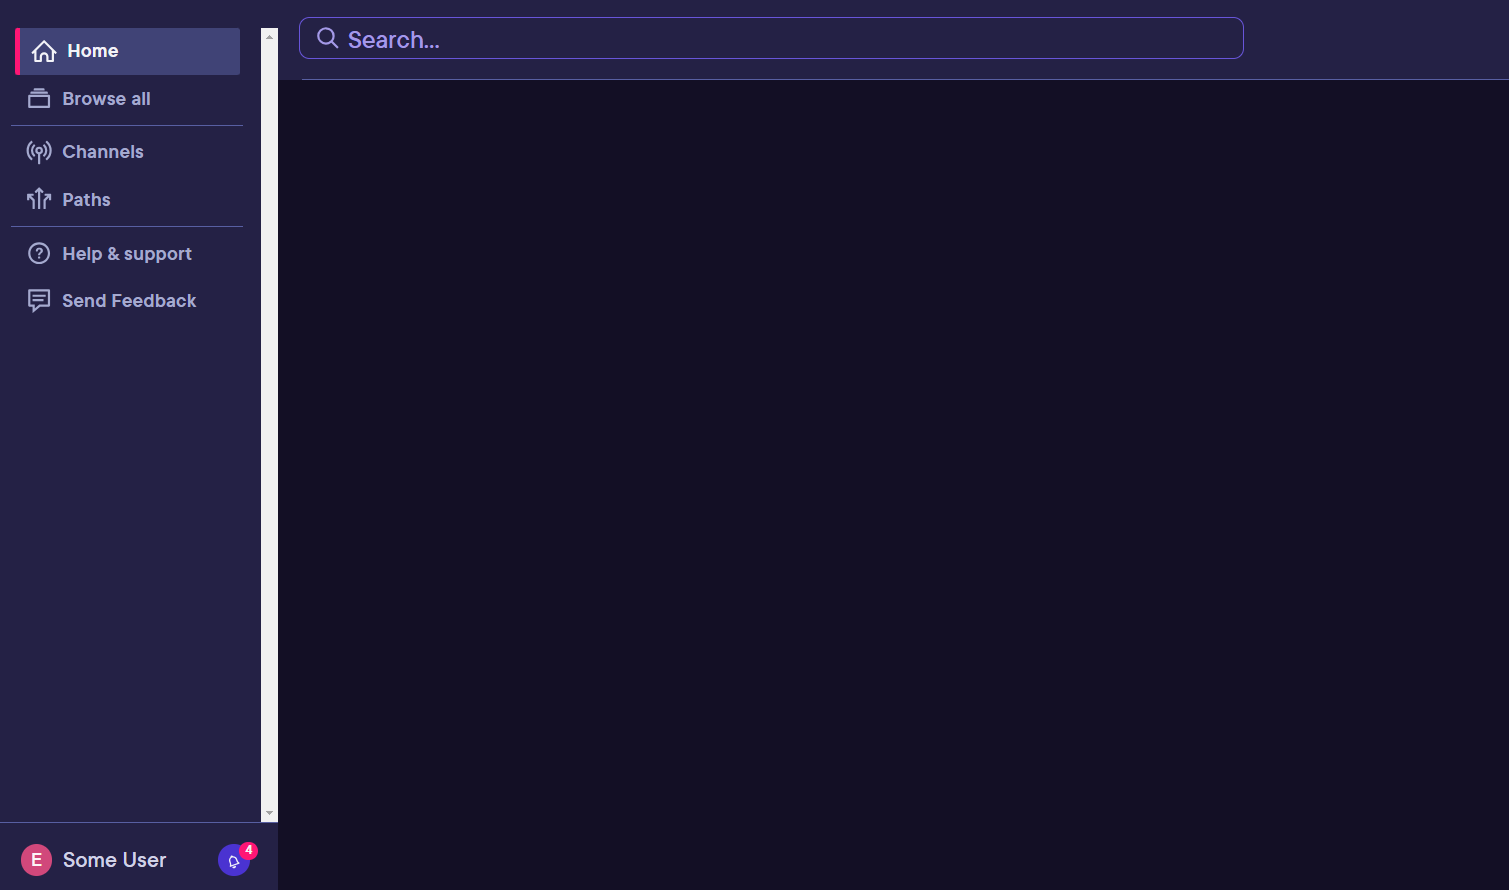 Home
Search...
Browse all
Channels
Paths
Help & support
Send Feedback
E Some User 4